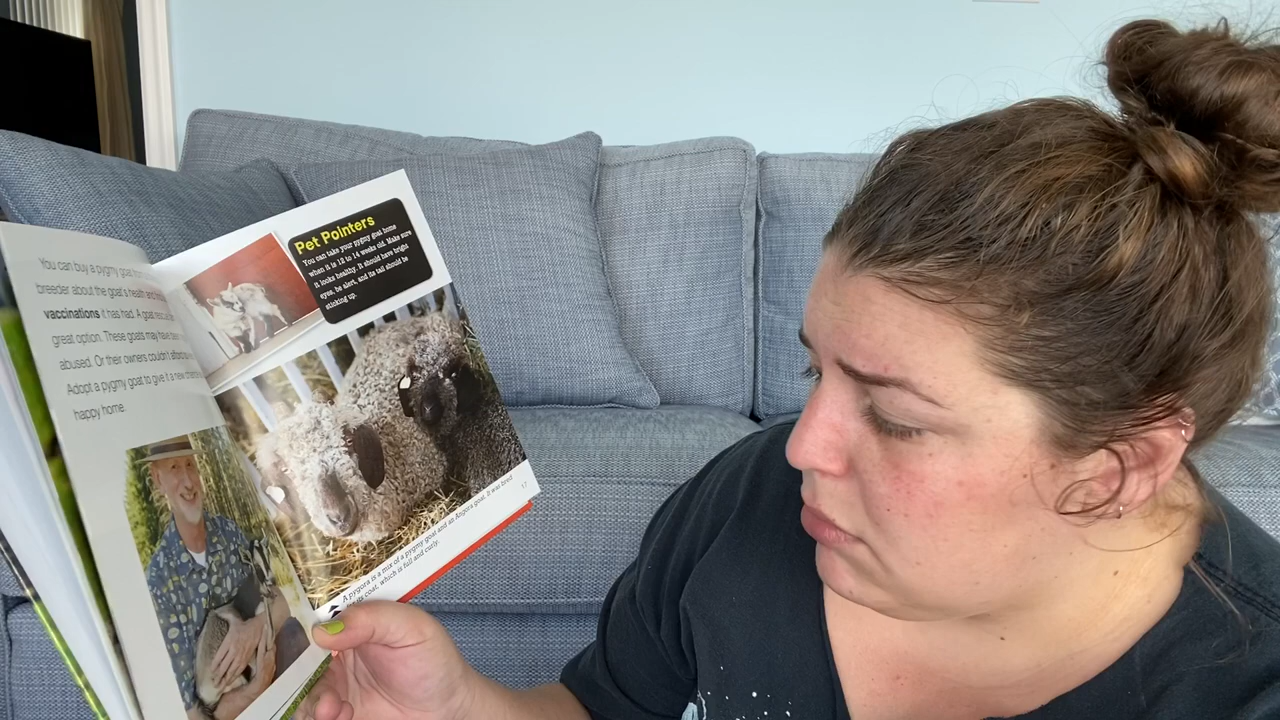 You can buy a pygmy goat from
breeder about the goat's health and
vaccinations it has had. A goat
great option. These goats may have
abused. Or their owners couldn't afford
Adopt a pygmy goat to give it a new
happy home.
Pet Pointers
You can take your pygmy goat home
when it is 12 to 14 weeks old. Make sure
it looks healthy. It should have bright
eyes, be alert, and its tail should be
sticking up.
A pygora is a mix of a pygmy goat and an Angora goat. It was bred
its coat, which is full and curly.
17